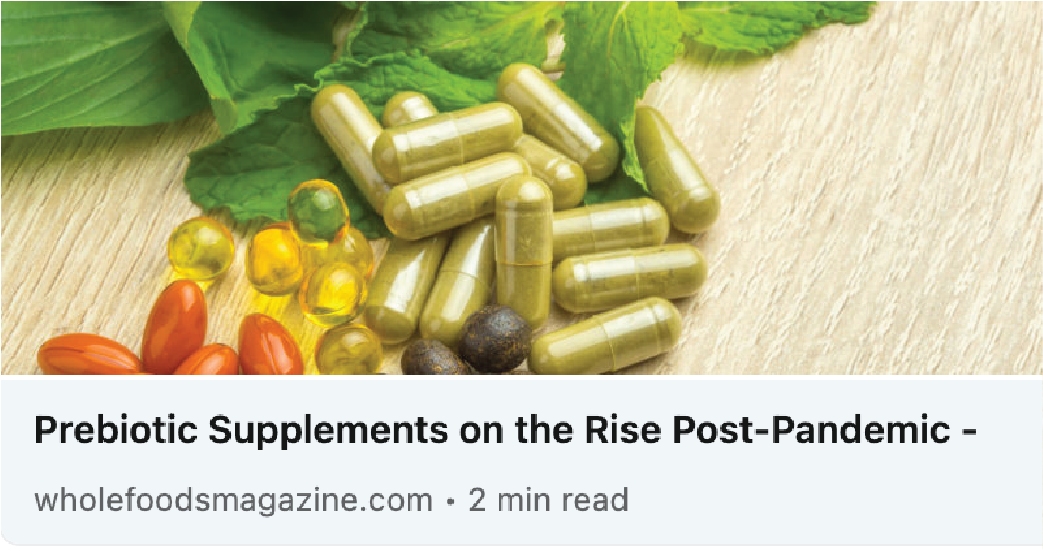 Prebiotic Supplements on the Rise Post-Pandemic -
wholefoodsmagazine.com • 2 min read